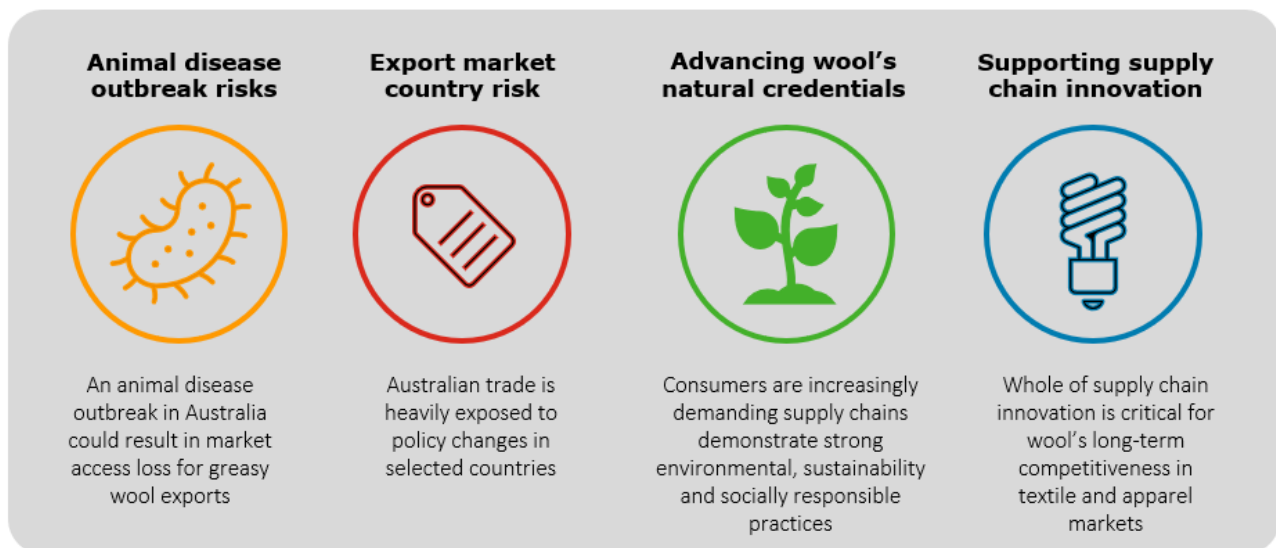 Animal disease
outbreak risks
An animal disease
outbreak in Australia
could result in market
access loss for greasy
wool exports
Export market
country risk
Australian trade is
heavily exposed to
policy changes in
selected countries
Advancing wool's
natural credentials
Consumers are increasingly
demanding supply chains
demonstrate strong
environmental, sustainability
and socially responsible
practices
Supporting supply
chain innovation
Whole of supply chain
innovation is critical for
wool's long-term
competitiveness in
textile and apparel
markets